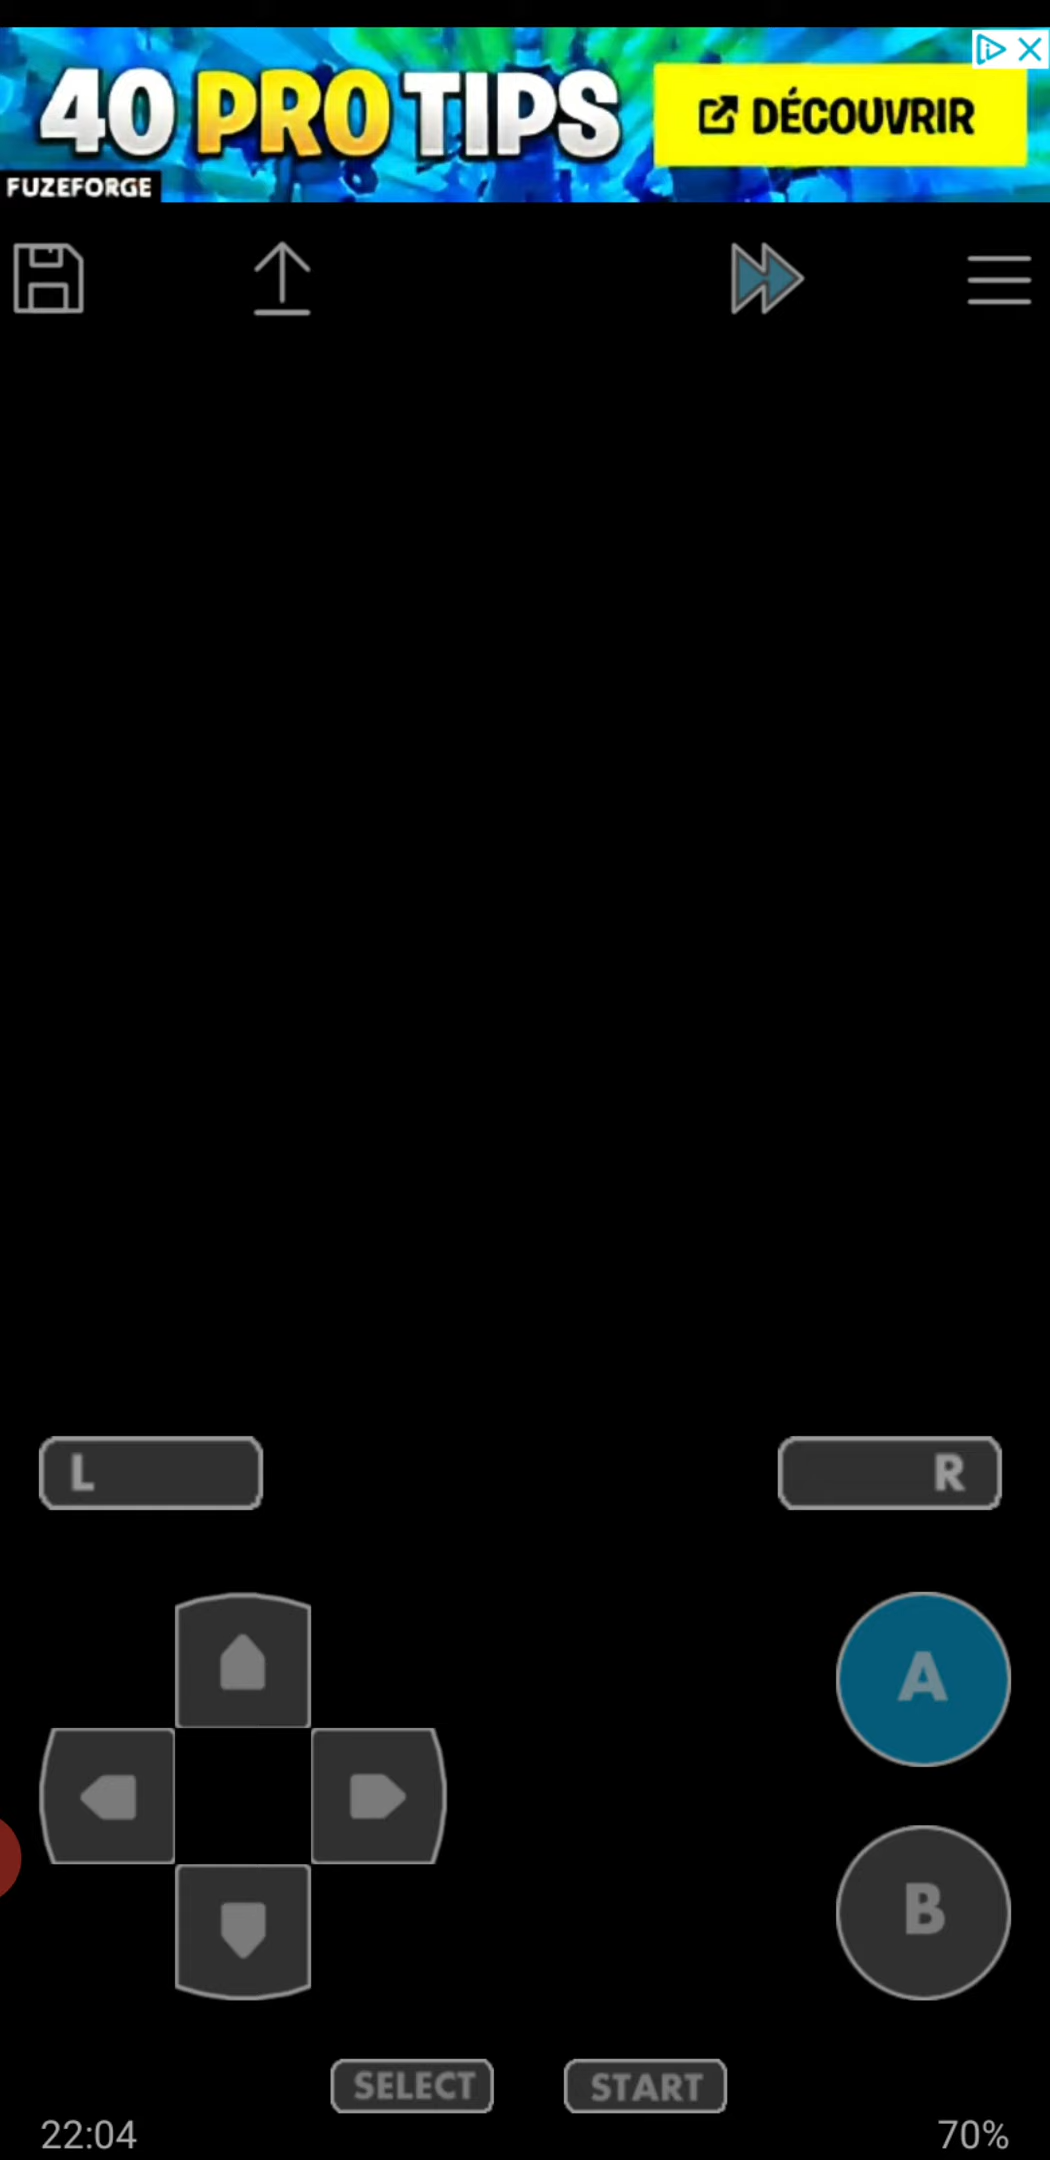 40 PRO TIPS
DÉCOUVRIR
FUZEFORGE
L
R
A
B
SELECT
START
22:04
70%